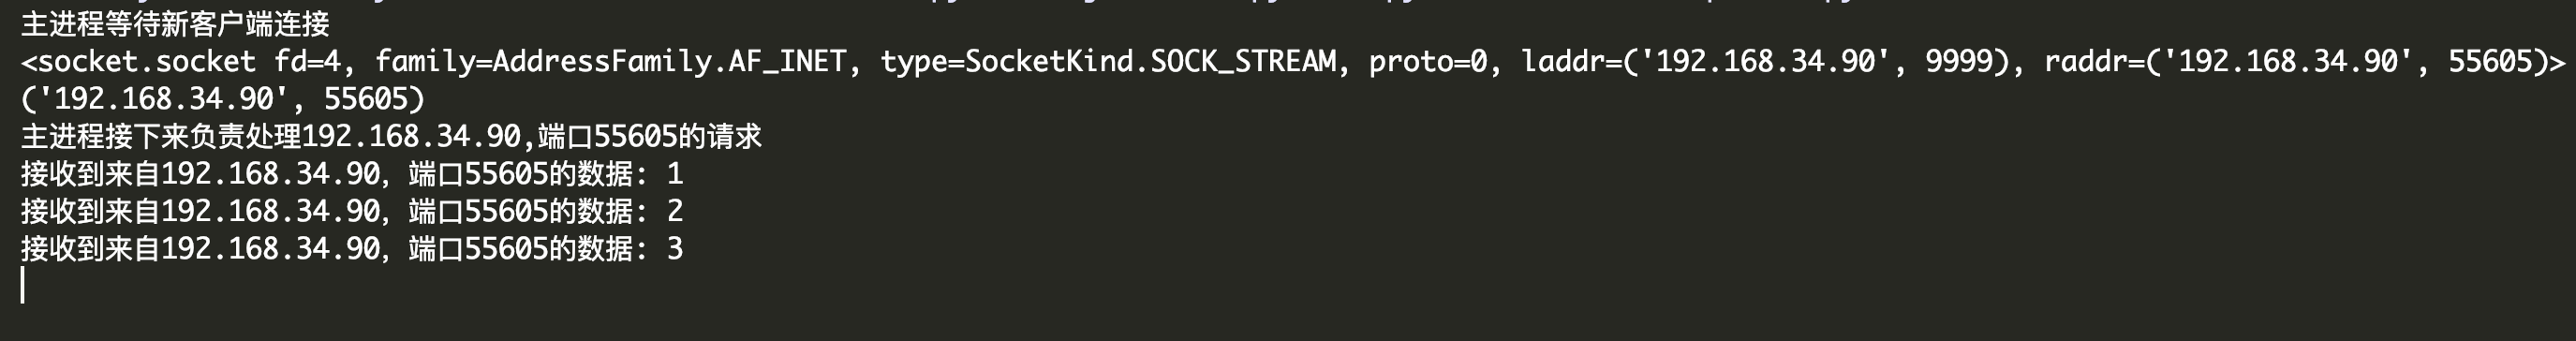 主进程等待新客户端连接
<socket.socket fd=4, family=AddressFamily.AF_INET, type=SocketKind.SOCK_STREAM, proto=0, laddr=('192.168.34.90', 9999), raddr=('192.168.34.90', 55605)>
('192.168.34.90', 55605)
主进程接下来负责处理192.168.34.90,端口55605的请求
接收到来自192.168.34.90, 端口55605的数据: 1
接收到来自192.168.34.90, 端口55605的数据: 2
接收到来自192.168.34.90, 端口55605的数据: 3